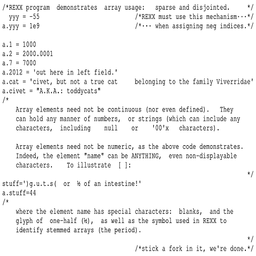 /*REXX program demonstrates array usage: sparse and disjointed. */
yyy = -55 /*REXX must use this mechanism···*/
a.yyy = 1e9 /*··· when assigning neg indices.*/
a.1 = 1000
a.2 = 2000.0001
a.7 = 7000
a.2012 = 'out here in left field.'
a.cat = 'civet, but not a true cat belonging to the family Viverridae'
a.civet = "A.K.A.: toddycats"
/*
Array elements need not be continuous (nor even defined). They
can hold any manner of numbers, or strings (which can include any
characters, including null or '00'x characters).
Array elements need not be numeric, as the above code demonstrates.
Indeed, the element "name" can be ANYTHING, even non-displayable
characters. To illustrate [ ]:
*/
stuff=')g.u.t.s( or ½ of an intestine!'
a.stuff=44
/*
where the element name has special characters: blanks, and the
glyph of one-half (½), as well as the symbol used in REXX to
identify stemmed arrays (the period).
*/
/*stick a fork in it, we're done.*/